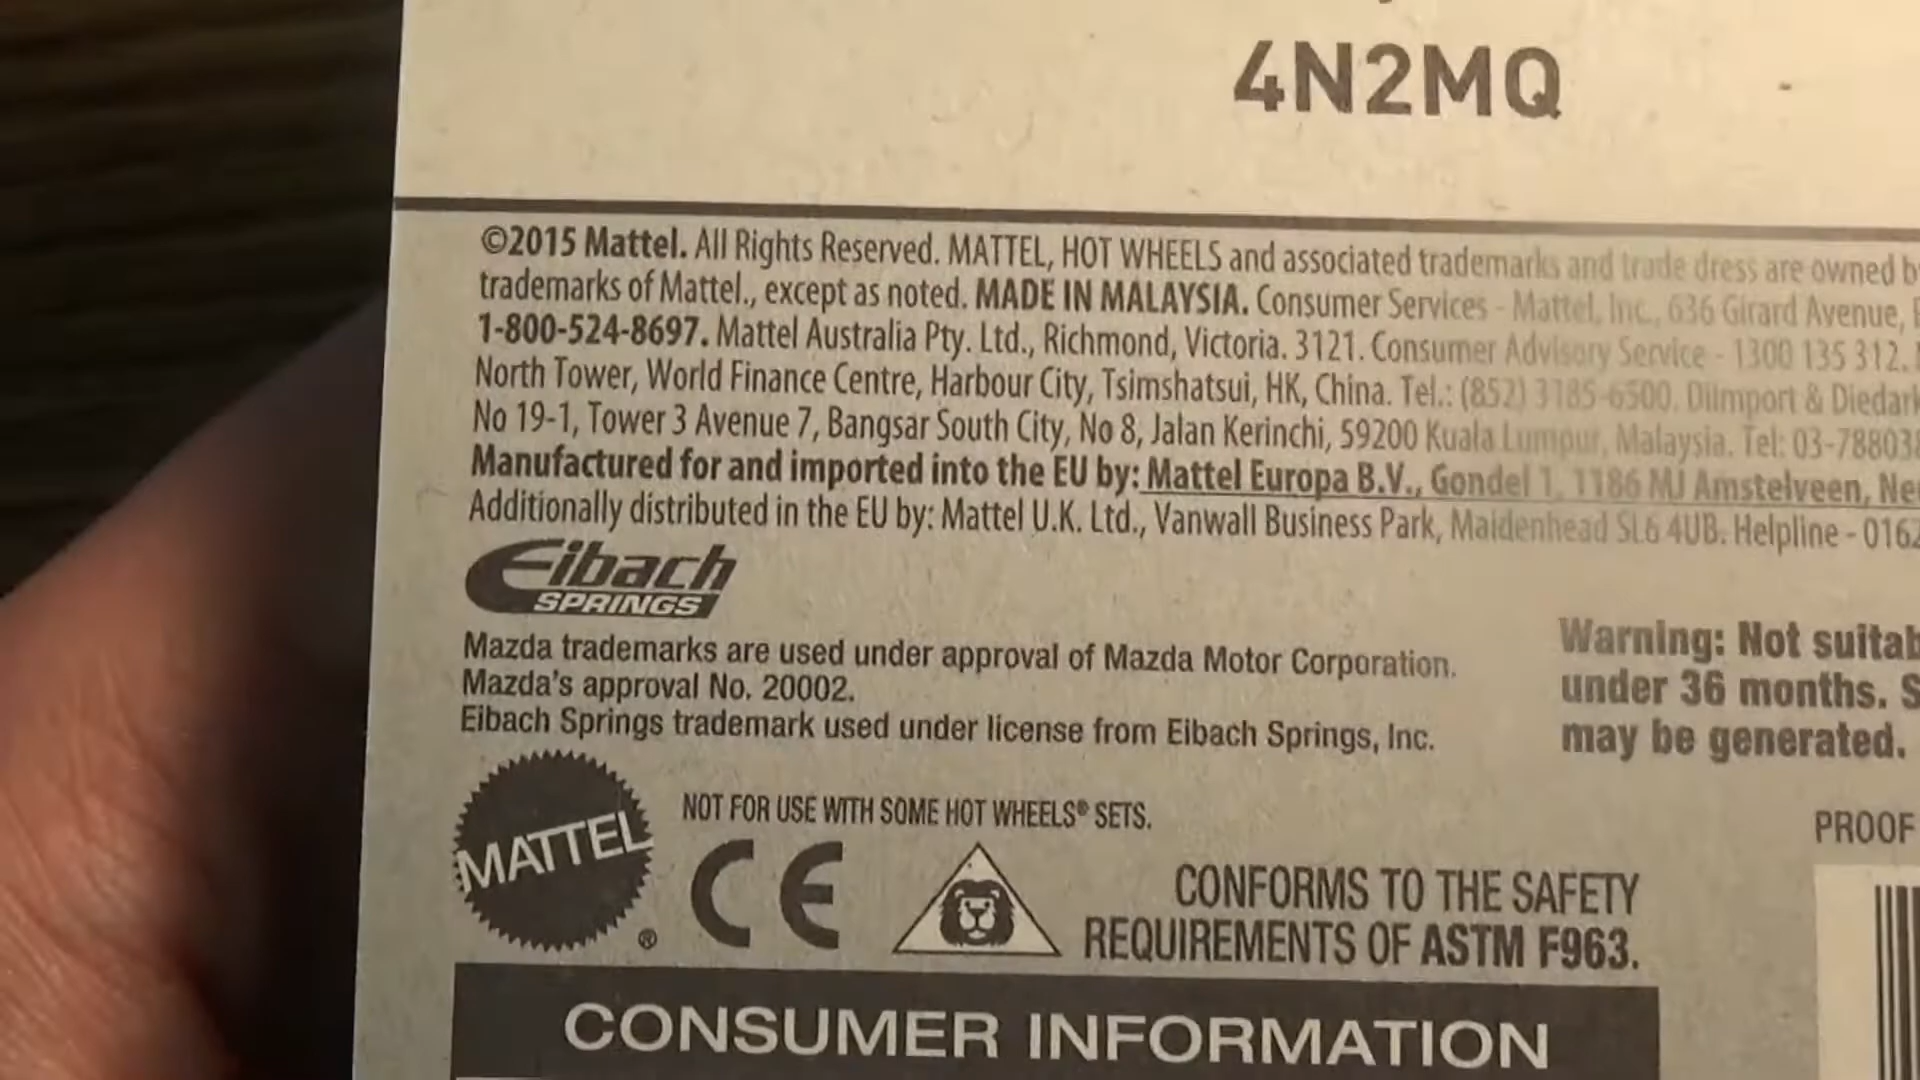 4N2MQ
©2015 Mattel. All Rights Reserved. MATTEL, HOT WHEELS and associated trademarks and trade dress are owned
trademarks of Mattel., except as noted. MADE IN MALAYSIA. Consumer Services - Mattel, Inc., 636 Girard Avenue,
1-800-524-8697. Mattel Australia Pty. Ltd., Richmond, Victoria. 3121. Consumer Advisory Service - 1300 135 312.
North Tower, World Finance Centre, Harbour City, Tsimshatsui, HK, China. Tel.: (852) 3185-6500. Diimport &
No 19-1, Tower 3 Avenue 7, Bangsar South City, No 8, Jalan Kerinchi, 59200 Kuala Lumpur, Malaysia. Tel:
Manufactured for and imported into the EU by: Mattel Europa B.V., Gondel 1, 1186 MJ Amstelveen,
Additionally distributed in the EU by: Mattel U.K. Ltd., Vanwall Business Park, Maidenhead SL6 4UB. Helpline -
Eibach
SPRINGS
Mazda trademarks are used under approval of Mazda Motor Corporation.
Mazda's approval No. 20002.
Eibach Springs trademark used under license from Eibach Springs, Inc.
Warning: Not suitab
under 36 months. S
may be generated.
MATTEL ®
NOT FOR USE WITH SOME HOT WHEELS® SETS.
CE
CONFORMS TO THE SAFETY
REQUIREMENTS OF ASTM F963.
PROOF
CONSUMER INFORMATION